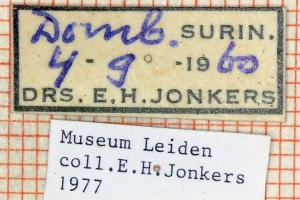 Domb. SURIN.
4 - 9° -1960
DRS. E.H. JONKERS
Museum Leiden
coll.E.H.Jonkers
1977